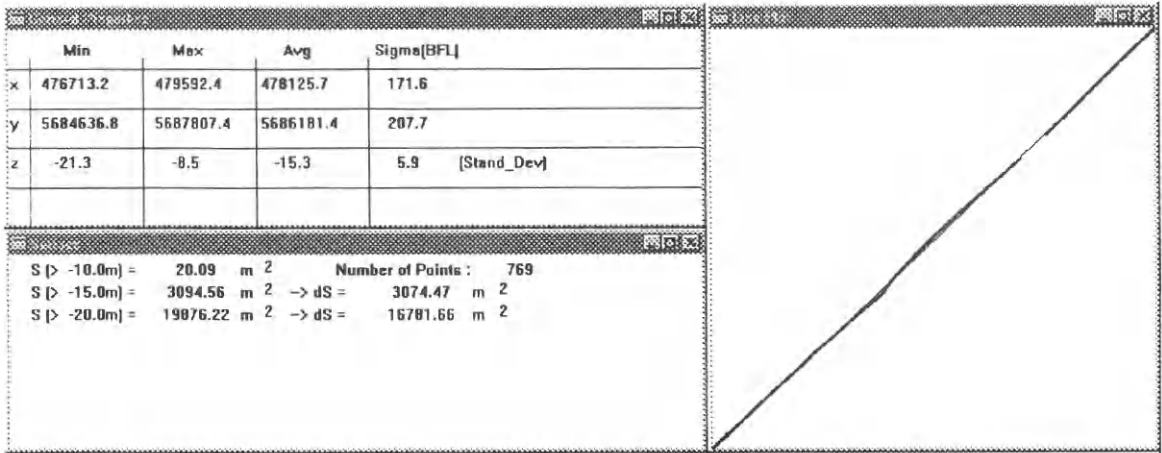 Min Max Avg Sigma(BFL)
x 476713.2 479592.4 478125.7 171.6
y 5684636.8 5687807.4 5686181.4 207.7
z -21.3 -8.5 -15.3 5.9 (Stand_Dev)
S (> -10.0m) = 20.09 m 2 Number of Points : 769
S (> -15.0m) = 3094.56 m 2 -> dS = 3074.47 m 2
S (> -20.0m) = 19876.22 m 2 -> dS = 16781.66 m 2